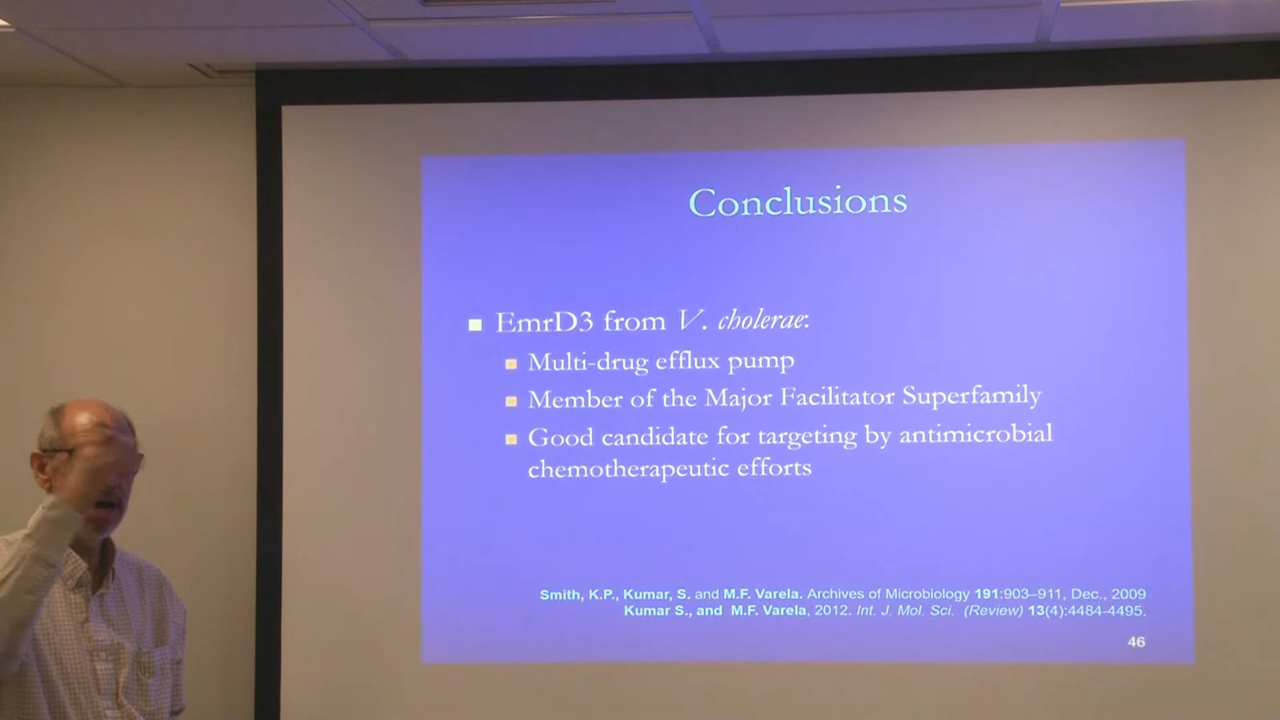 Conclusions
EmrD3 from V. cholerae:
Multi-drug efflux pump
Member of the Major Facilitator Superfamily
Good candidate for targeting by antimicrobial
chemotherapeutic efforts
Smith, K.P., Kumar, S. and M.F. Varela. Archives of Microbiology 191:903–911, Dec., 2009
Kumar S., and M.F. Varela, 2012. Int. J. Mol. Sci. (Review) 13(4):4484-4495.
46